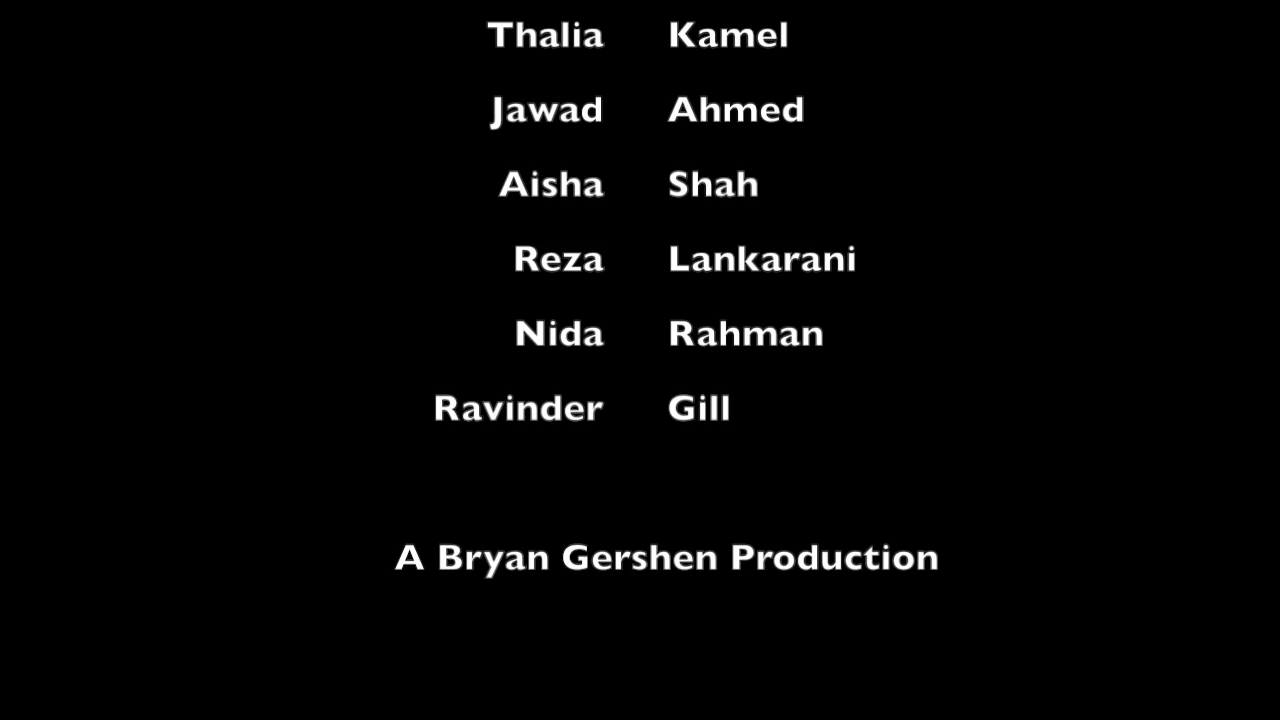 Thalia Kamel
Jawad Ahmed
Aisha Shah
Reza Lankarani
Nida Rahman
Ravinder Gill
A Bryan Gershen Production